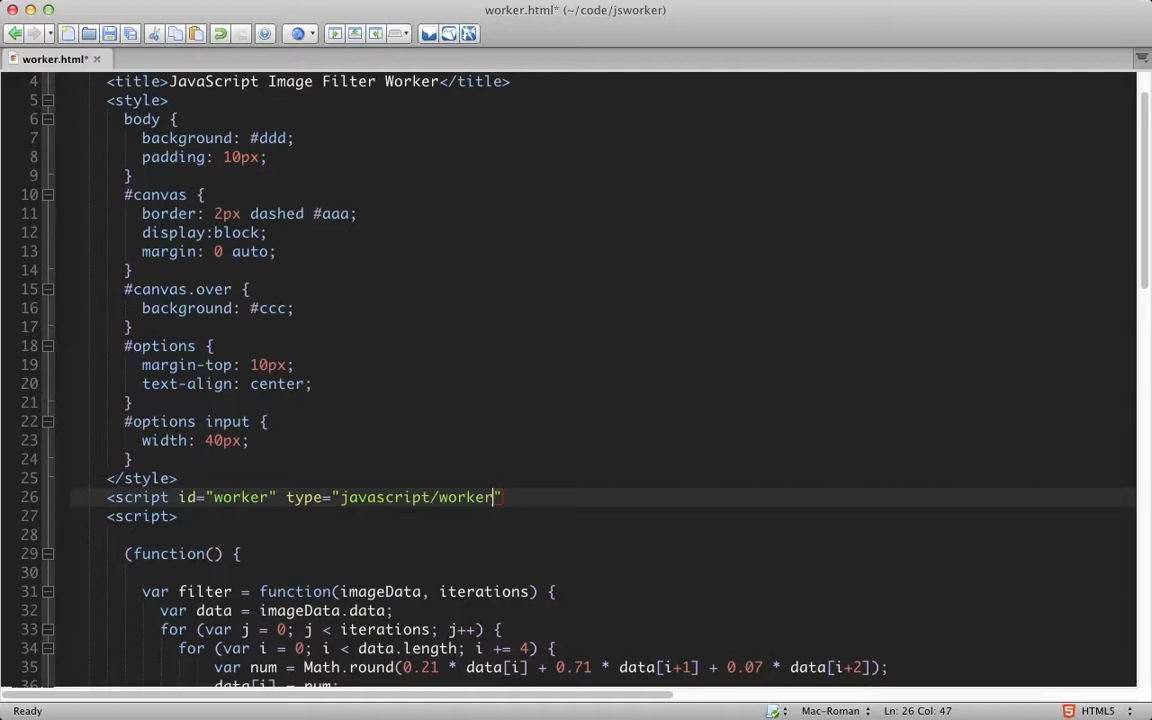 worker.html* (~/code/jsworker)
worker.html*
4 <title>JavaScript Image Filter Worker</title>
5 <style>
6 body {
7 background: #ddd;
8 padding: 10px;
9 }
10 #canvas {
11 border: 2px dashed #aaa;
12 display:block;
13 margin: 0 auto;
14 }
15 #canvas.over {
16 background: #ccc;
17 }
18 #options {
19 margin-top: 10px;
20 text-align: center;
21 }
22 #options input {
23 width: 40px;
24 }
25 </style>
26 <script id="worker" type="javascript/worker"
27 <script>
28
29 (function() {
30
31 var filter = function(imageData, iterations) {
32 var data = imageData.data;
33 for (var j = 0; j < iterations; j++) {
34 for (var i = 0; i < data.length; i += 4) {
35 var num = Math.round(0.21 * data[i] + 0.71 * data[i+1] + 0.07 * data[i+2]);
36 data[i] = num;
Ready Mac-Roman Ln: 26 Col: 47 HTML5